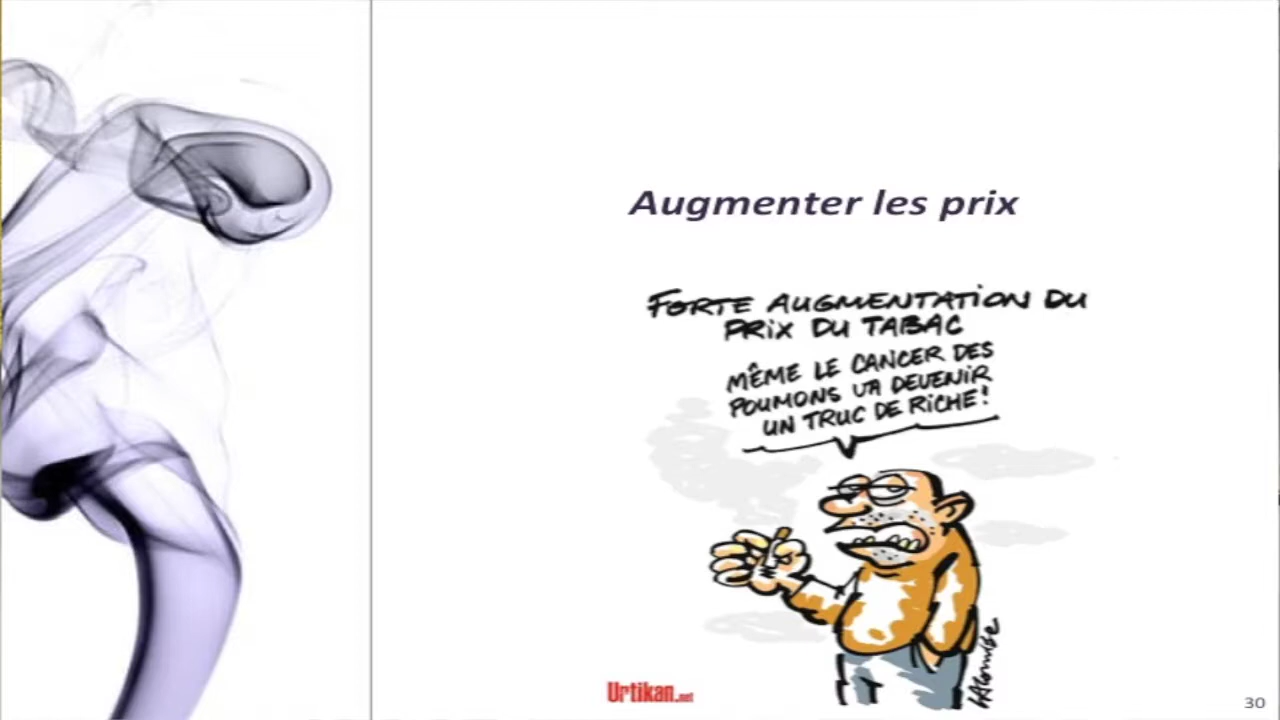 Augmenter les prix
FORTE AUGMENTATION DU
PRIX DU TABAC
MÊME LE CANCER DES
POUMONS VA DEVENIR
UN TRUC DE RICHE!
LACOMBE
Urtikan.net
30